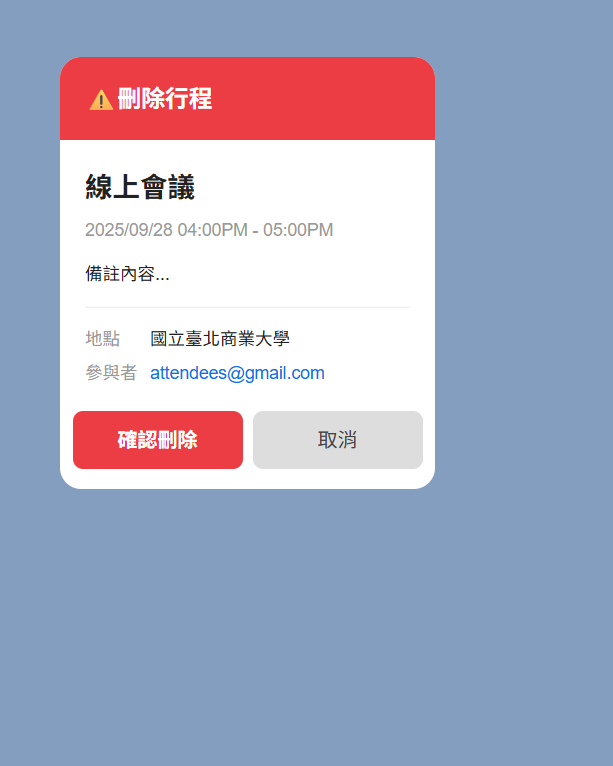 ⚠️刪除行程
線上會議
2025/09/28 04:00PM - 05:00PM
備註內容...
地點 國立臺北商業大學
參與者 attendees@gmail.com
確認刪除 取消